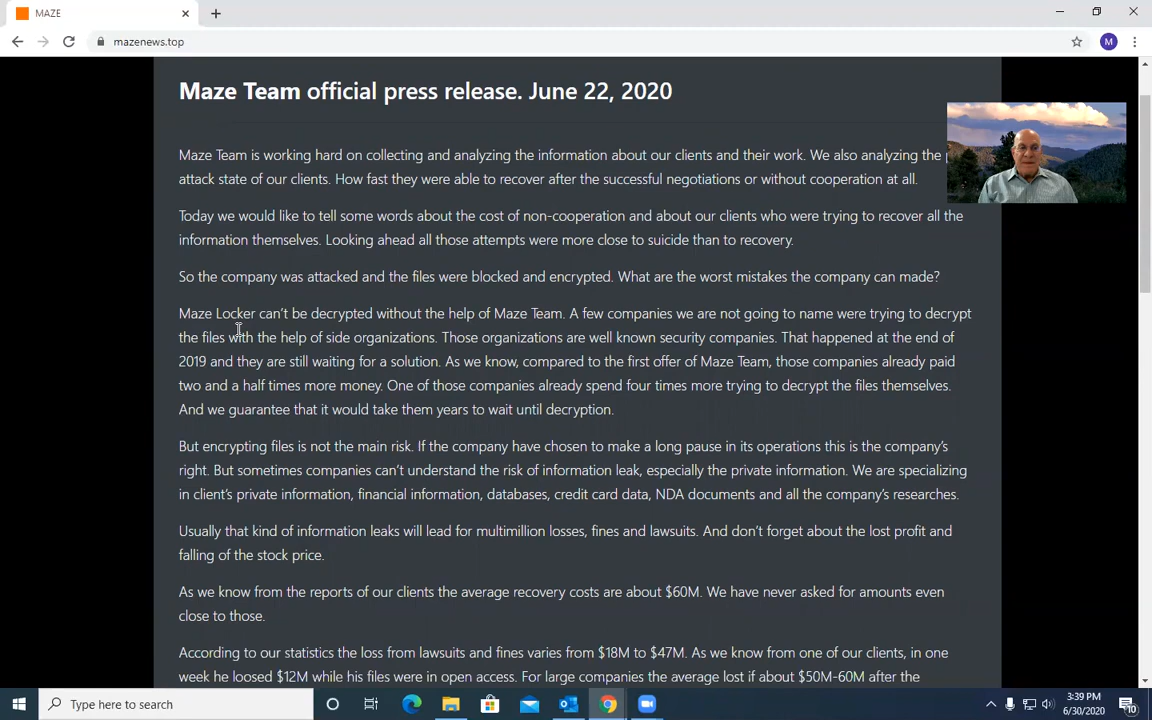 MAZE
mazenews.top
M
Maze Team official press release. June 22, 2020
Maze Team is working hard on collecting and analyzing the information about our clients and their work. We also analyzing the
attack state of our clients. How fast they were able to recover after the successful negotiations or without cooperation at all.
Today we would like to tell some words about the cost of non-cooperation and about our clients who were trying to recover all the
information themselves. Looking ahead all those attempts were more close to suicide than to recovery.
So the company was attacked and the files were blocked and encrypted. What are the worst mistakes the company can made?
Maze Locker can't be decrypted without the help of Maze Team. A few companies we are not going to name were trying to decrypt
the files with the help of side organizations. Those organizations are well known security companies. That happened at the end of
2019 and they are still waiting for a solution. As we know, compared to the first offer of Maze Team, those companies already paid
two and a half times more money. One of those companies already spend four times more trying to decrypt the files themselves.
And we guarantee that it would take them years to wait until decryption.
But encrypting files is not the main risk. If the company have chosen to make a long pause in its operations this is the company's
right. But sometimes companies can't understand the risk of information leak, especially the private information. We are specializing
in client's private information, financial information, databases, credit card data, NDA documents and all the company's researches.
Usually that kind of information leaks will lead for multimillion losses, fines and lawsuits. And don't forget about the lost profit and
falling of the stock price.
As we know from the reports of our clients the average recovery costs are about $60M. We have never asked for amounts even
close to those.
According to our statistics the loss from lawsuits and fines varies from $18M to $47M. As we know from one of our clients, in one
week he loosed $12M while his files were in open access. For large companies the average lost if about $50M-60M after the
Type here to search
3:39 PM
6/30/2020
10